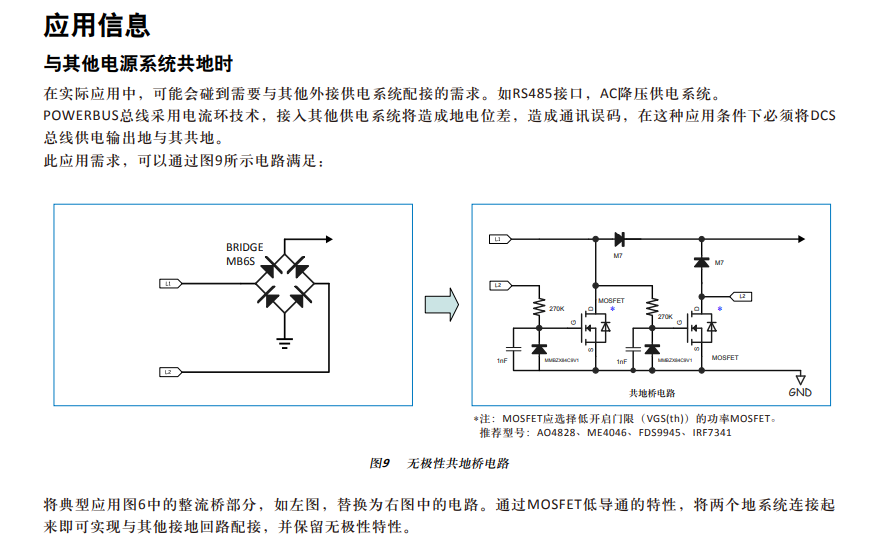 应用信息
与其他电源系统共地时
在实际应用中，可能会碰到需要与其他外接供电系统配接的需求。如RS485接口，AC降压供电系统。
POWERBUS总线采用电流环技术，接入其他供电系统将造成地电位差，造成通讯误码，在这种应用条件下必须将DCS
总线供电输出地与其共地。
此应用需求，可以通过图9所示电路满足：
BRIDGE
MB6S
L1
L2
L1
M7
M7
L2
L2
270K
MOSFET
D
*
G
S
1nF
MMBZX84C8V1
270K
D
*
G
S
1nF
MMBZX84C8V1
MOSFET
共地桥电路
GND
*注：MOSFET应选择低开启门限（VGS(th)）的功率MOSFET。
推荐型号：AO4828、ME4046、FDS9945、IRF7341
图9 无极性共地桥电路
将典型应用图6中的整流桥部分，如左图，替换为右图中的电路。通过MOSFET低导通的特性，将两个地系统连接起
来即可实现与其他接地回路配接，并保留无极性特性。